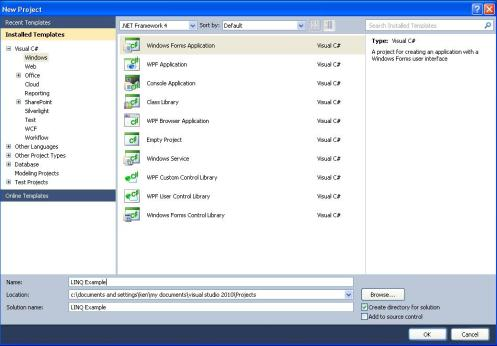 New Project
Recent Templates
.NET Framework 4
Sort by: Default
Search Installed Templates
Installed Templates
Visual C#
Windows
Web
Office
Cloud
Reporting
SharePoint
Silverlight
Test
WCF
Workflow
Other Languages
Other Project Types
Database
Modeling Projects
Test Projects
Online Templates
Windows Forms Application Visual C#
WPF Application Visual C#
Console Application Visual C#
Class Library Visual C#
WPF Browser Application Visual C#
Empty Project Visual C#
Windows Service Visual C#
WPF Custom Control Library Visual C#
WPF User Control Library Visual C#
Windows Forms Control Library Visual C#
Type: Visual C#
A project for creating an application with a
Windows Forms user interface
Name: LINQ Example
Location: c:\documents and settings\ken\my documents\visual studio 2010\Projects
Browse...
Solution name: LINQ Example
Create directory for solution
Add to source control
OK
Cancel